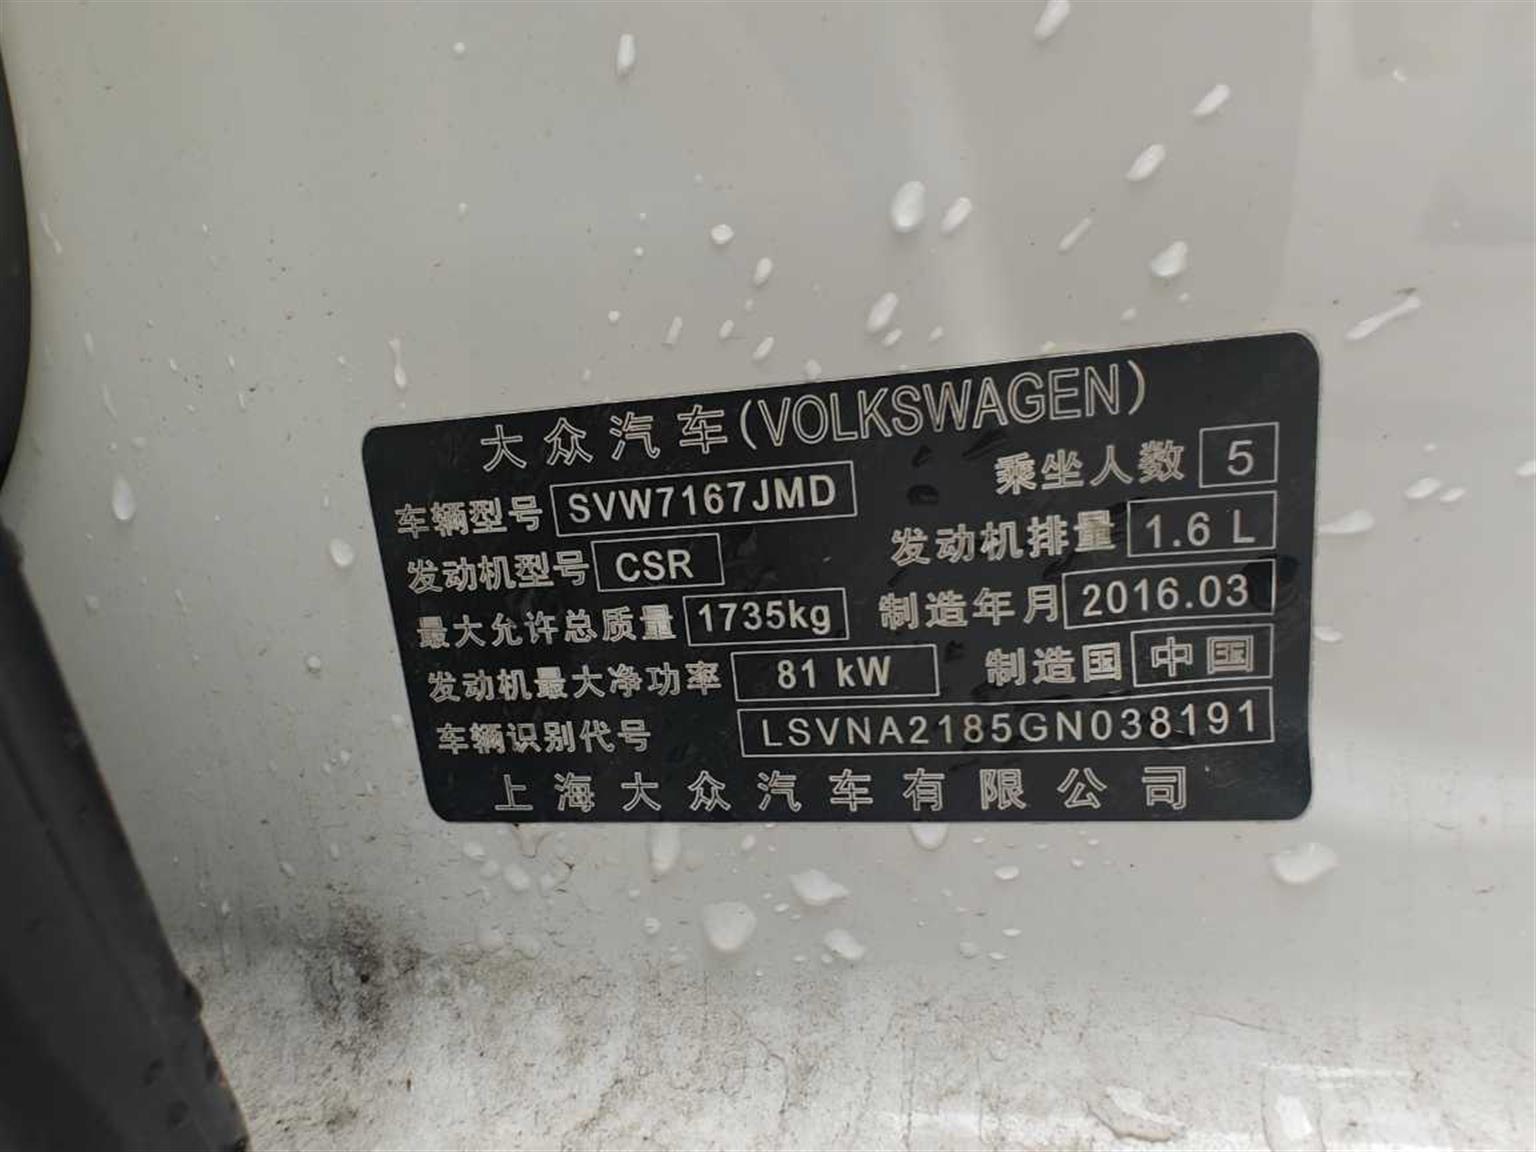 大众汽车(VOLKSWAGEN)
车辆型号 SVW7167JMD 乘坐人数 5
发动机型号 CSR 发动机排量 1.6 L
最大允许总质量 1735kg 制造年月 2016.03
发动机最大净功率 81 kW 制造国 中国
车辆识别代号 LSVNA2185GN038191
上海大众汽车有限公司